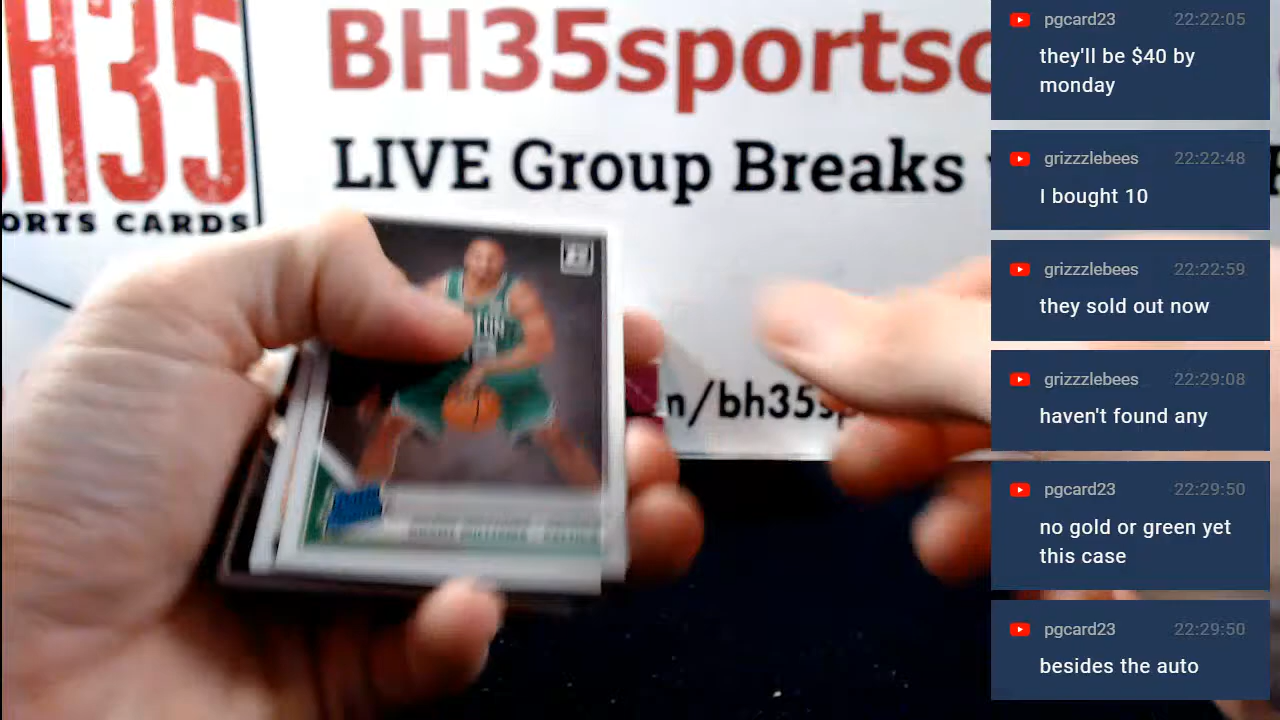 BH35
ORTS CARDS
BH35sportsc
LIVE Group Breaks
n/bh35sp
pgcard23 22:22:05
they'll be $40 by
monday
grizzzlebees 22:22:48
I bought 10
grizzzlebees 22:22:59
they sold out now
grizzzlebees 22:29:08
haven't found any
pgcard23 22:29:50
no gold or green yet
this case
pgcard23 22:29:50
besides the auto